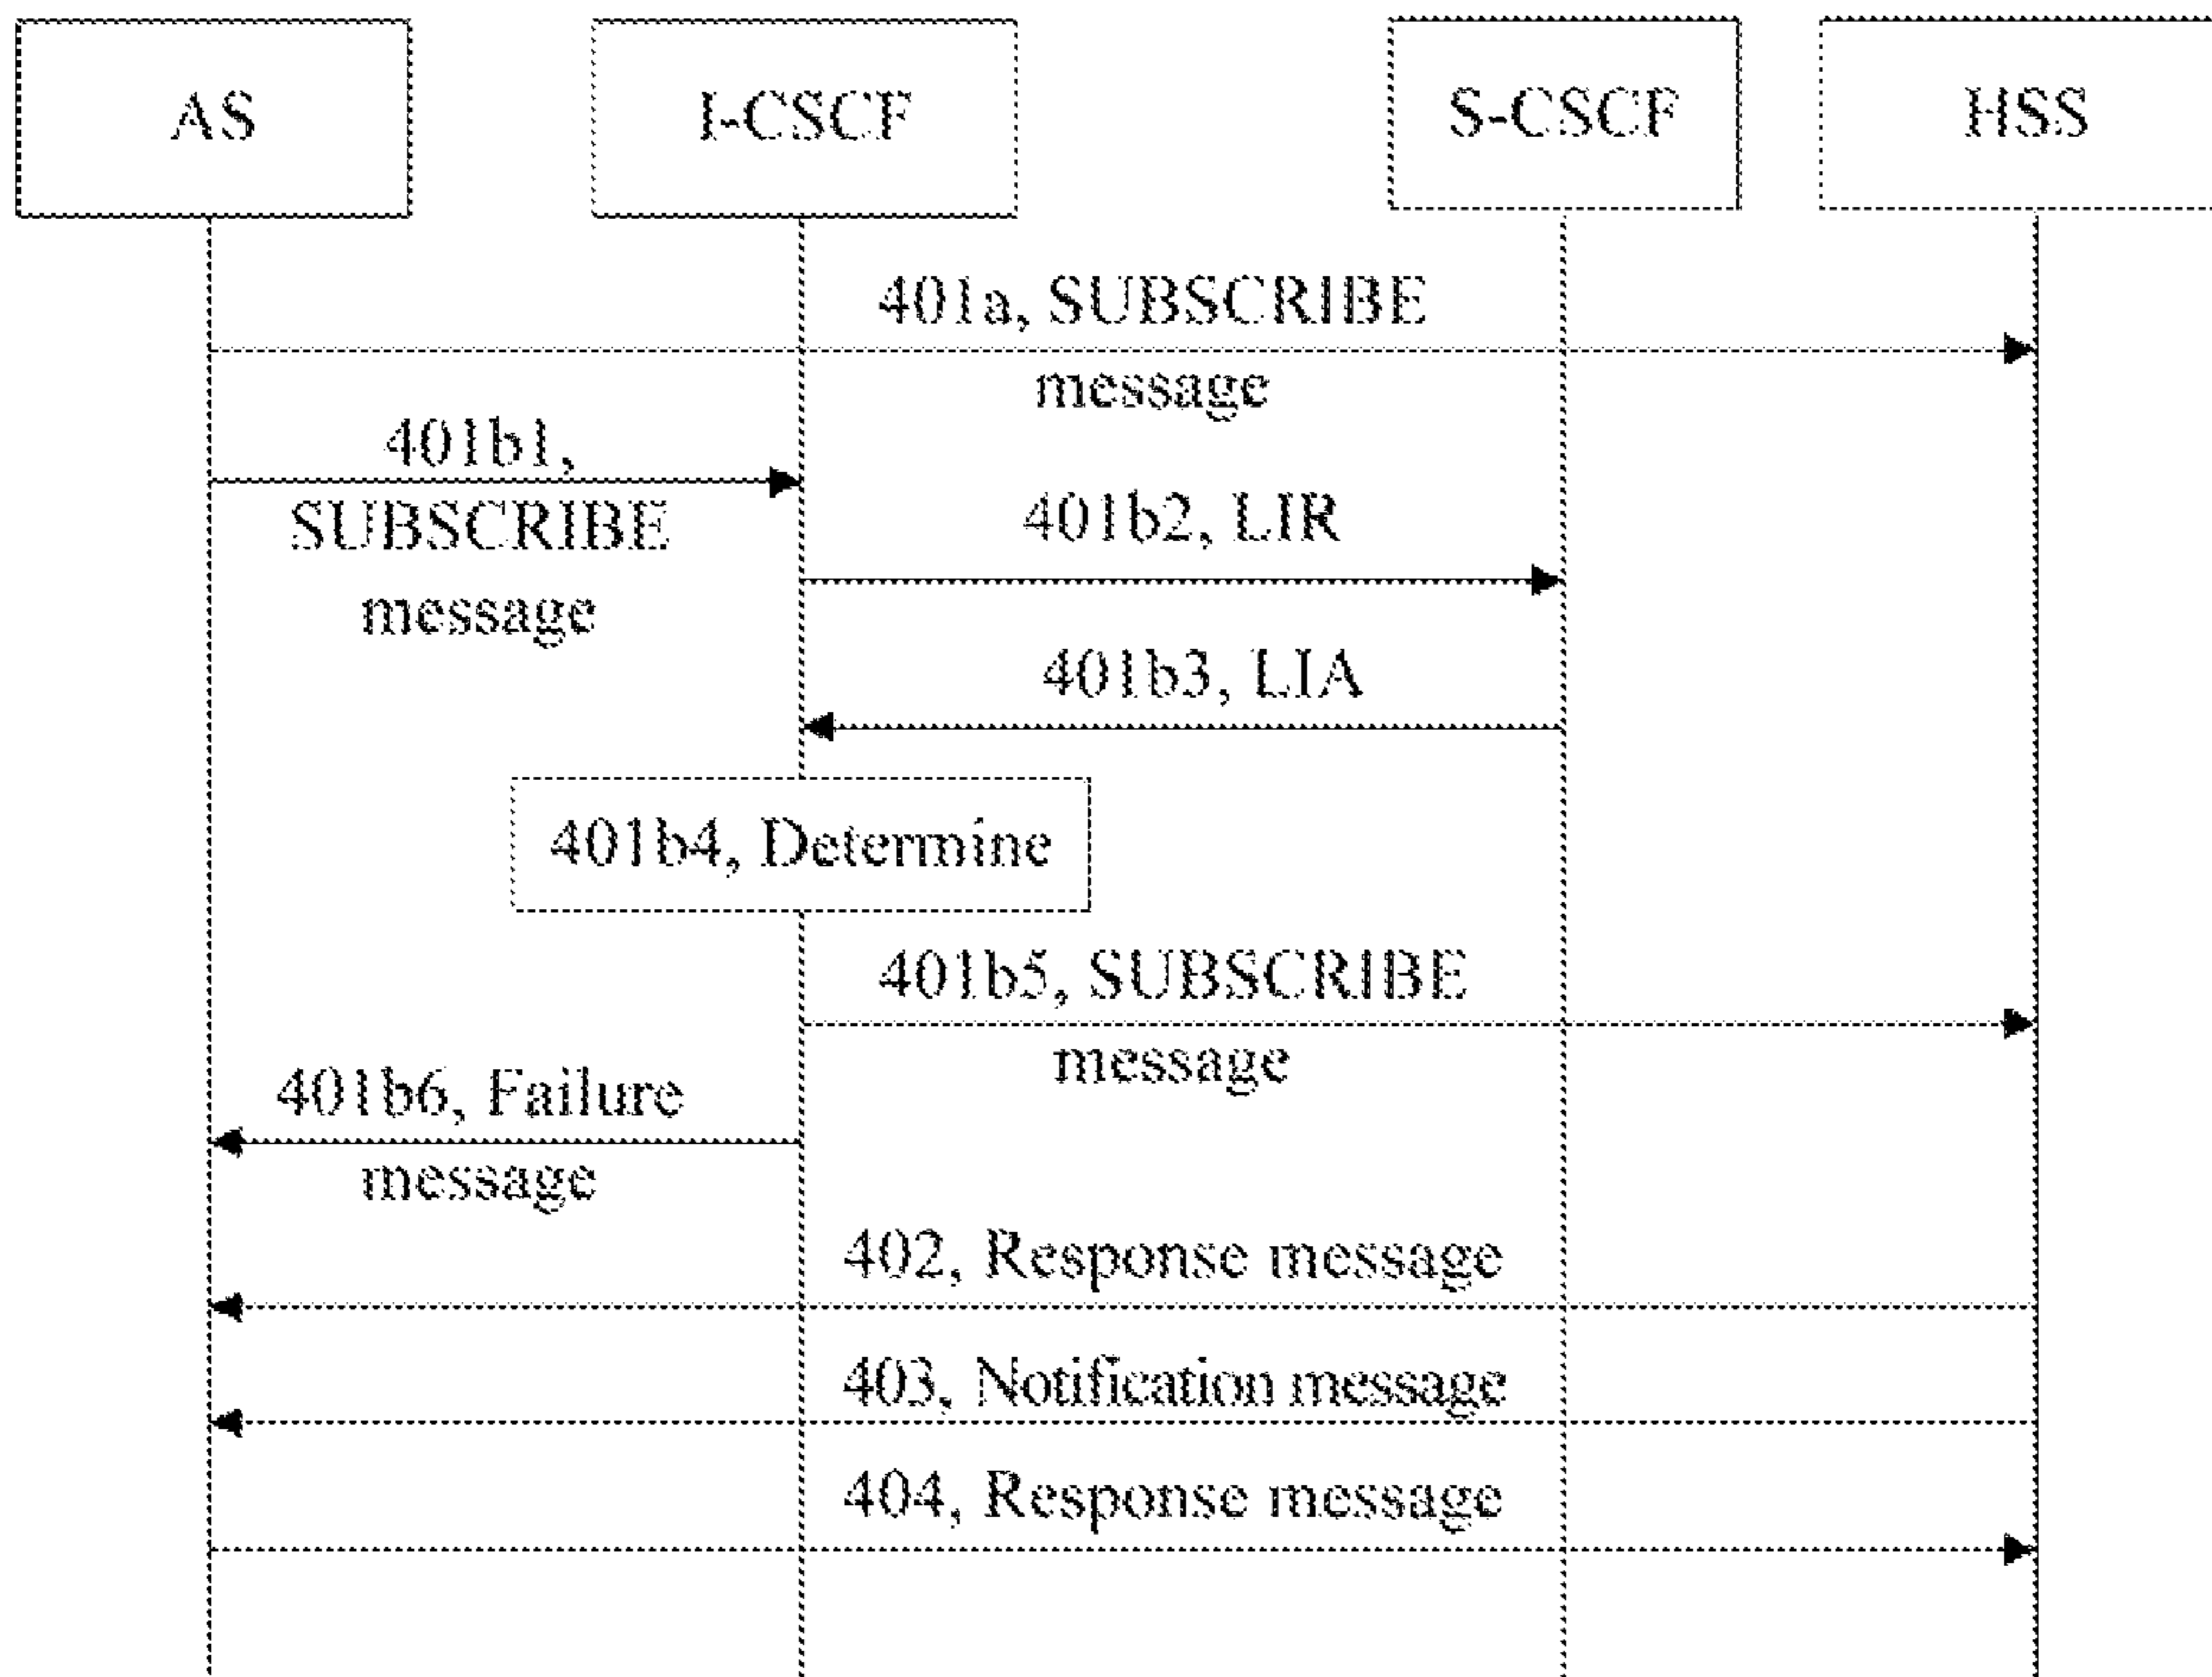 AS
I-CSCF
S-CSCF
HSS
401a, SUBSCRIBE
message
401b1,
SUBSCRIBE
message
401b2, LIR
401b3, LIA
401b4, Determine
401b5, SUBSCRIBE
message
401b6, Failure
message
402, Response message
403, Notification message
404, Response message